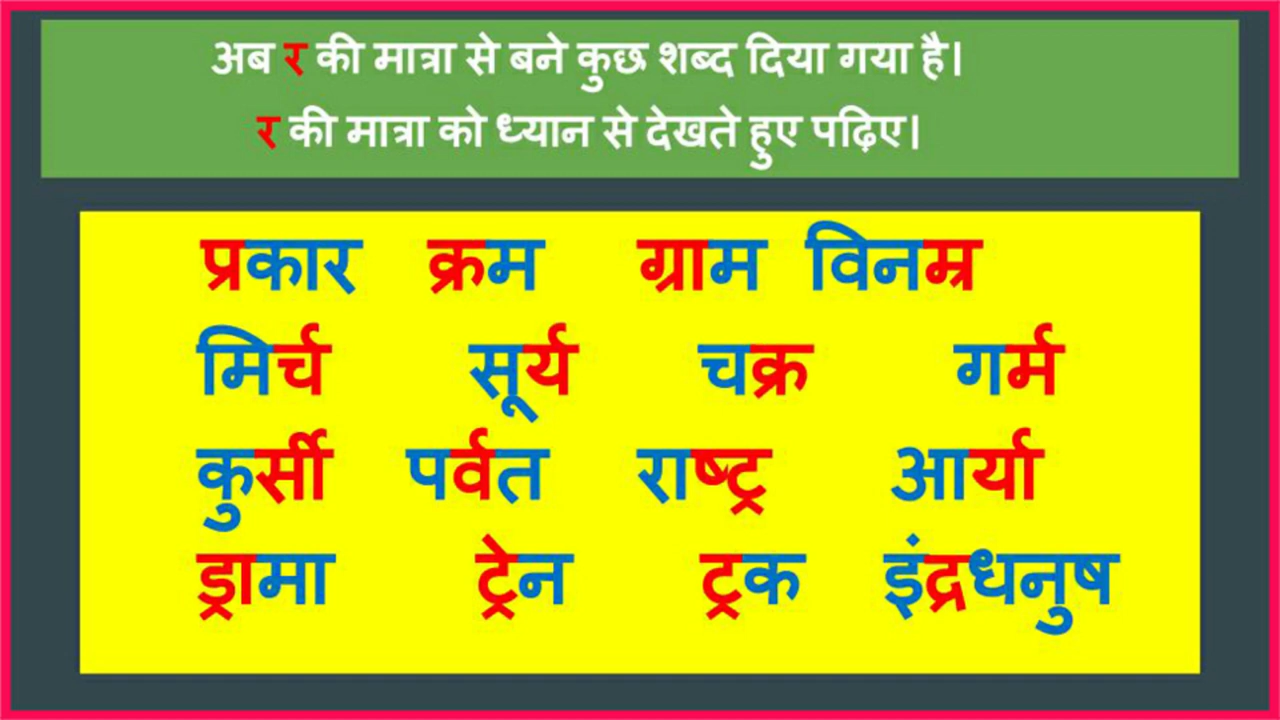 अब र की मात्रा से बने कुछ शब्द दिया गया है।
र की मात्रा को ध्यान से देखते हुए पढ़िए।
प्रकार क्रम ग्राम विनम्र
मिर्च सूर्य चक्र गर्म
कुर्सी पर्वत राष्ट्र आर्या
ड्रामा ट्रेन ट्रक इंद्रधनुष